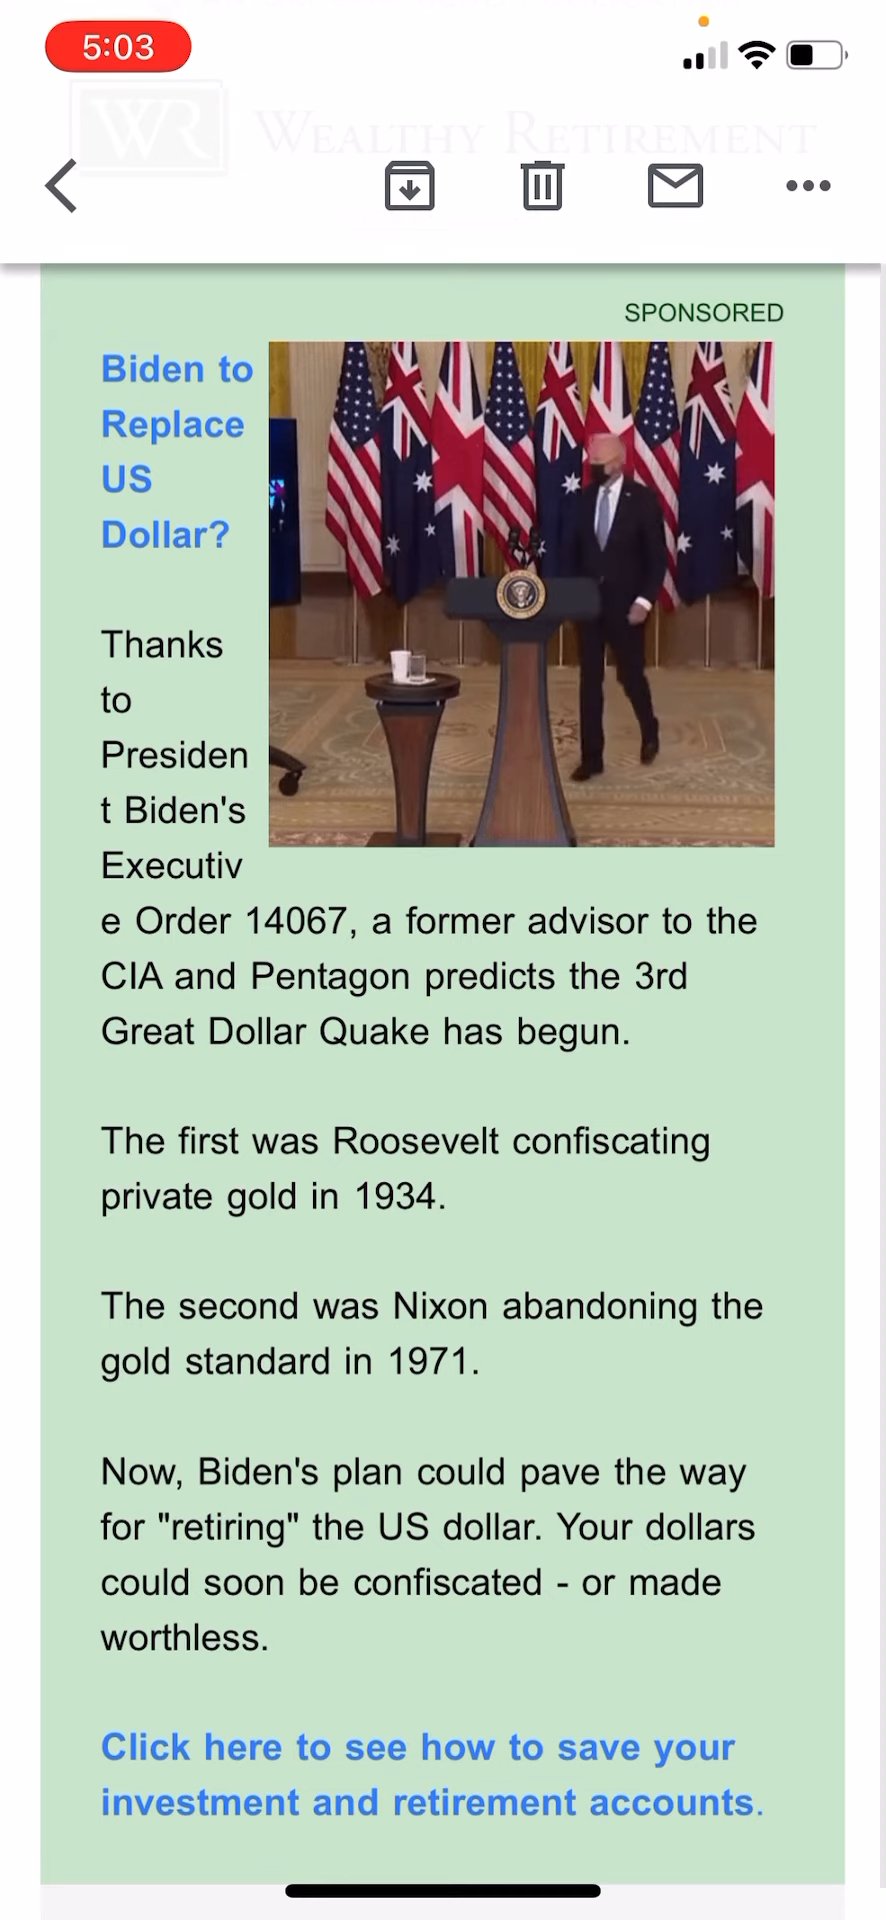 5:03
WR WEALTHY RETIREMENT
SPONSORED
Biden to
Replace
US
Dollar?
Thanks
to
Presiden
t Biden's
Executiv
e Order 14067, a former advisor to the
CIA and Pentagon predicts the 3rd
Great Dollar Quake has begun.
The first was Roosevelt confiscating
private gold in 1934.
The second was Nixon abandoning the
gold standard in 1971.
Now, Biden's plan could pave the way
for "retiring" the US dollar. Your dollars
could soon be confiscated - or made
worthless.
Click here to see how to save your
investment and retirement accounts.